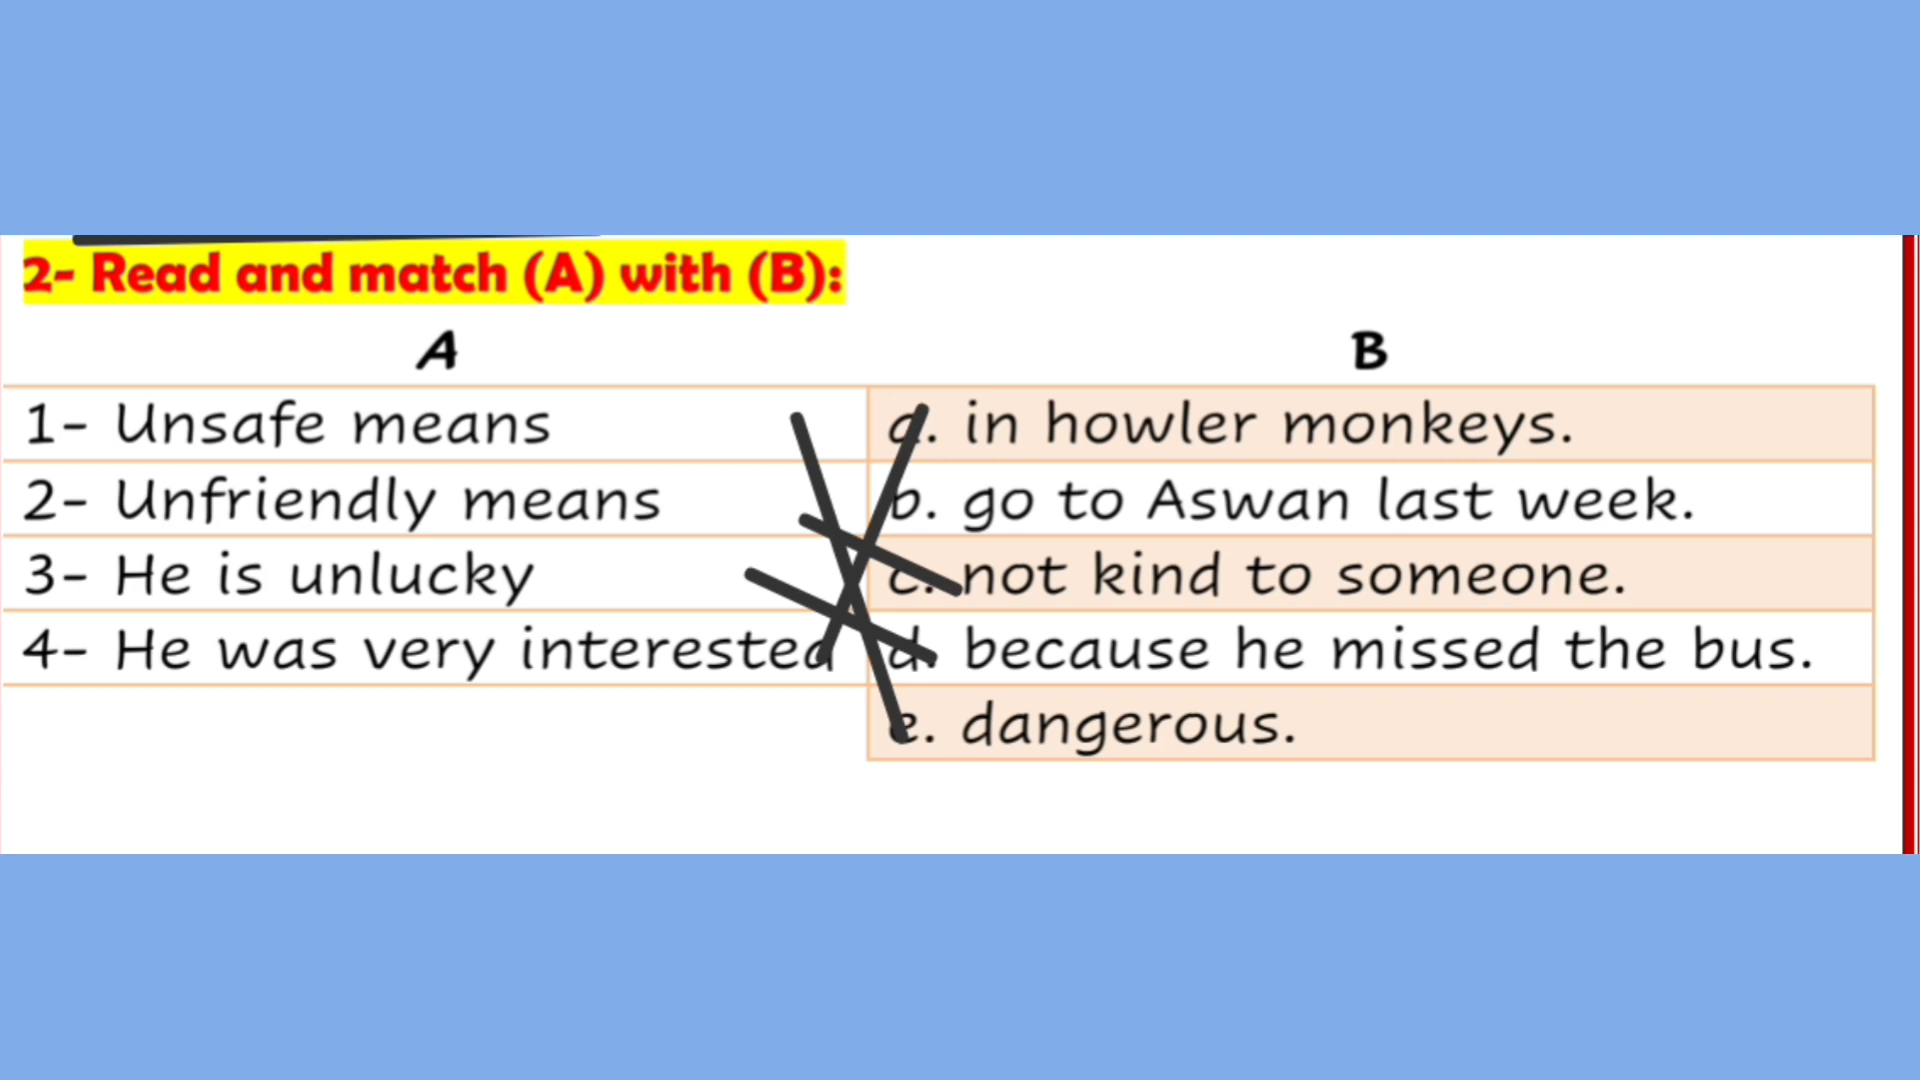 2- Read and match (A) with (B):
A B
1- Unsafe means a. in howler monkeys.
2- Unfriendly means b. go to Aswan last week.
3- He is unlucky c. not kind to someone.
4- He was very interested d. because he missed the bus.
e. dangerous.